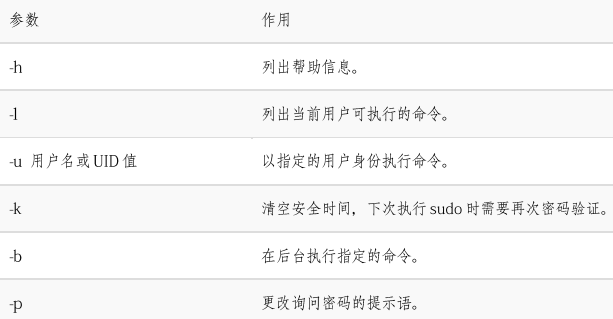 参数 作用
-h 列出帮助信息。
-l 列出当前用户可执行的命令。
-u 用户名或 UID 值 以指定的用户身份执行命令。
-k 清空安全时间，下次执行 sudo 时需要再次密码验证。
-b 在后台执行指定的命令。
-p 更改询问密码的提示语。